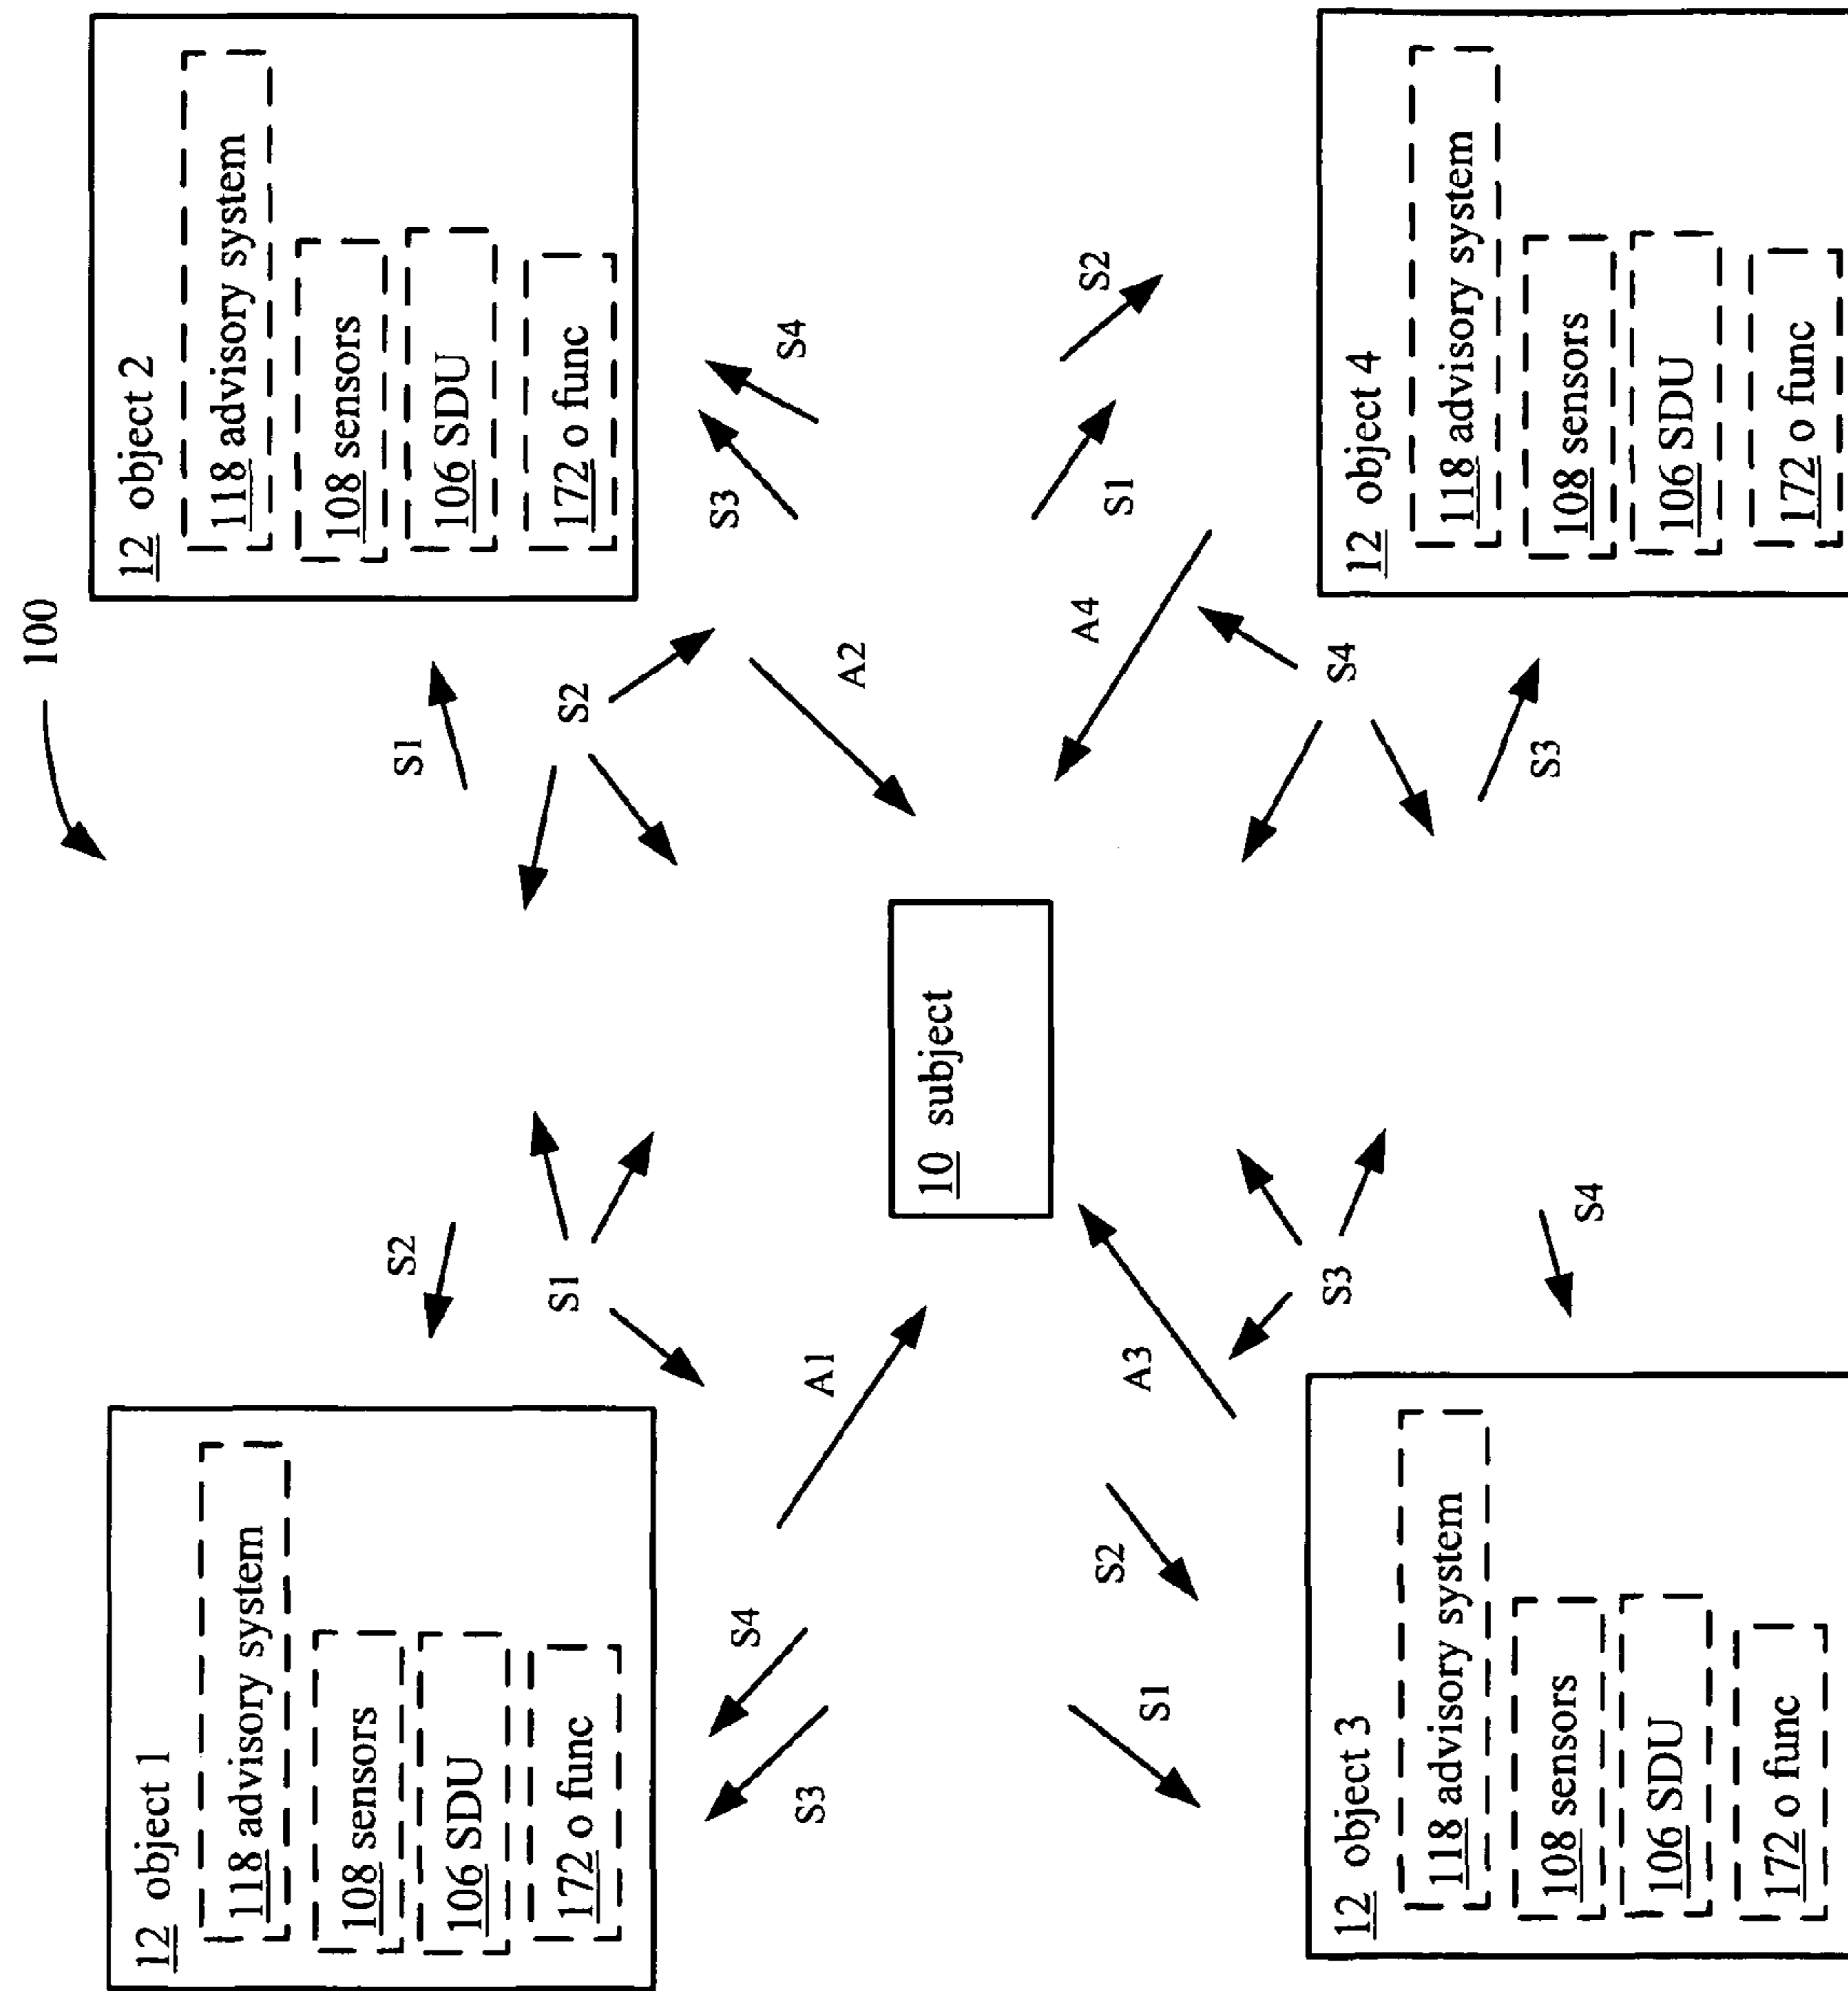 100
12 object 1
118 advisory system
108 sensors
106 SDU
172 o func
12 object 2
118 advisory system
108 sensors
106 SDU
172 o func
S2
S1
S1
S2
S4
S3
S3
S4
A1
A2
10 subject
S1
S2
A3
A4
S1
S2
S3
S4
S4
S3
12 object 3
118 advisory system
108 sensors
106 SDU
172 o func
12 object 4
118 advisory system
108 sensors
106 SDU
172 o func